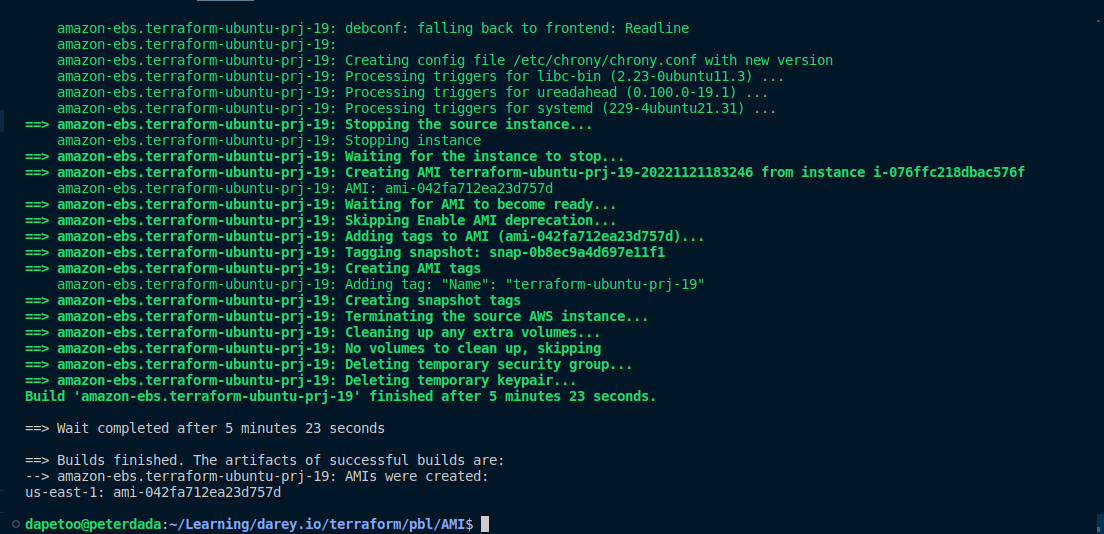 amazon-ebs.terraform-ubuntu-prj-19: debconf: falling back to frontend: Readline
amazon-ebs.terraform-ubuntu-prj-19:
amazon-ebs.terraform-ubuntu-prj-19: Creating config file /etc/chrony/chrony.conf with new version
amazon-ebs.terraform-ubuntu-prj-19: Processing triggers for libc-bin (2.23-0ubuntu11.3) ...
amazon-ebs.terraform-ubuntu-prj-19: Processing triggers for ureadahead (0.100.0-19.1) ...
amazon-ebs.terraform-ubuntu-prj-19: Processing triggers for systemd (229-4ubuntu21.31) ...
==> amazon-ebs.terraform-ubuntu-prj-19: Stopping the source instance...
amazon-ebs.terraform-ubuntu-prj-19: Stopping instance
==> amazon-ebs.terraform-ubuntu-prj-19: Waiting for the instance to stop...
==> amazon-ebs.terraform-ubuntu-prj-19: Creating AMI terraform-ubuntu-prj-19-20221121183246 from instance i-076ffc218dbac576f
amazon-ebs.terraform-ubuntu-prj-19: AMI: ami-042fa712ea23d757d
==> amazon-ebs.terraform-ubuntu-prj-19: Waiting for AMI to become ready...
==> amazon-ebs.terraform-ubuntu-prj-19: Skipping Enable AMI deprecation...
==> amazon-ebs.terraform-ubuntu-prj-19: Adding tags to AMI (ami-042fa712ea23d757d)...
==> amazon-ebs.terraform-ubuntu-prj-19: Tagging snapshot: snap-0b8ec9a4d697e11f1
==> amazon-ebs.terraform-ubuntu-prj-19: Creating AMI tags
amazon-ebs.terraform-ubuntu-prj-19: Adding tag: "Name": "terraform-ubuntu-prj-19"
==> amazon-ebs.terraform-ubuntu-prj-19: Creating snapshot tags
==> amazon-ebs.terraform-ubuntu-prj-19: Terminating the source AWS instance...
==> amazon-ebs.terraform-ubuntu-prj-19: Cleaning up any extra volumes...
==> amazon-ebs.terraform-ubuntu-prj-19: No volumes to clean up, skipping
==> amazon-ebs.terraform-ubuntu-prj-19: Deleting temporary security group...
==> amazon-ebs.terraform-ubuntu-prj-19: Deleting temporary keypair...
Build 'amazon-ebs.terraform-ubuntu-prj-19' finished after 5 minutes 23 seconds.
==> Wait completed after 5 minutes 23 seconds
==> Builds finished. The artifacts of successful builds are:
--> amazon-ebs.terraform-ubuntu-prj-19: AMIs were created:
us-east-1: ami-042fa712ea23d757d
dapetoo@peterdada:~/Learning/darey.io/terraform/pbl/AMI$